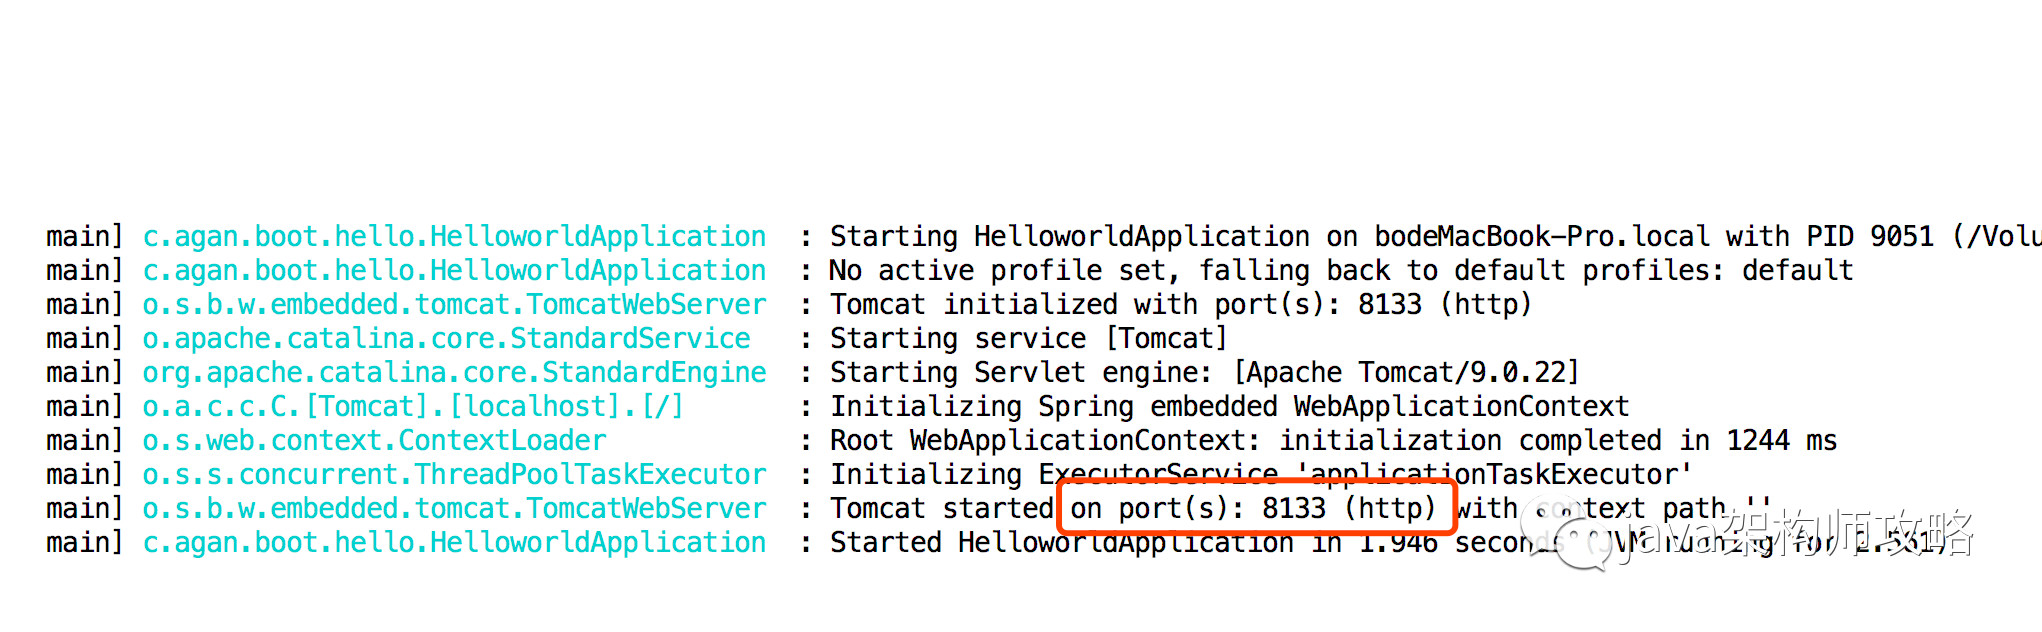 main] c.agan.boot.hello.HelloworldApplication : Starting HelloworldApplication on bodeMacBook-Pro.local with PID 9051 (/Volu
main] c.agan.boot.hello.HelloworldApplication : No active profile set, falling back to default profiles: default
main] o.s.b.w.embedded.tomcat.TomcatWebServer : Tomcat initialized with port(s): 8133 (http)
main] o.apache.catalina.core.StandardService : Starting service [Tomcat]
main] org.apache.catalina.core.StandardEngine : Starting Servlet engine: [Apache Tomcat/9.0.22]
main] o.a.c.c.C.[Tomcat].[localhost].[/] : Initializing Spring embedded WebApplicationContext
main] o.s.web.context.ContextLoader : Root WebApplicationContext: initialization completed in 1244 ms
main] o.s.s.concurrent.ThreadPoolTaskExecutor : Initializing ExecutorService 'applicationTaskExecutor'
main] o.s.b.w.embedded.tomcat.TomcatWebServer : Tomcat started on port(s): 8133 (http) with context path ''
main] c.agan.boot.hello.HelloworldApplication : Started HelloworldApplication in 1.946 seconds (JVM running for
java架构师攻略